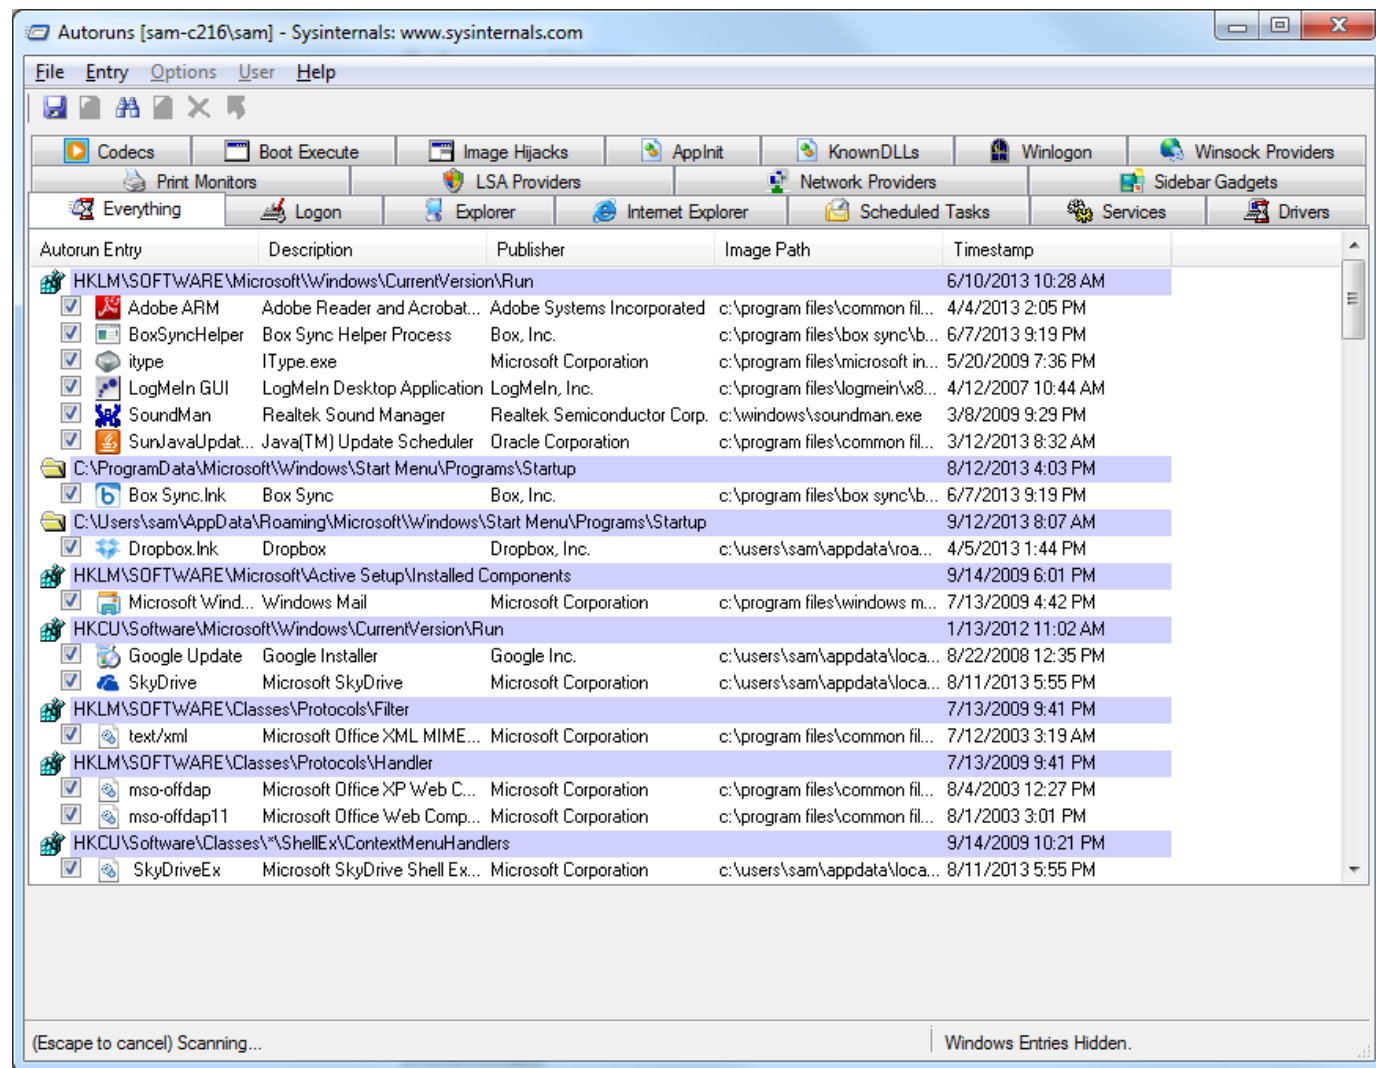 Autoruns [sam-c216\sam] - Sysinternals: www.sysinternals.com
File Entry Options User Help
Codecs Boot Execute Image Hijacks AppInit KnownDLLs Winlogon Winsock Providers
Print Monitors LSA Providers Network Providers Sidebar Gadgets
Everything Logon Explorer Internet Explorer Scheduled Tasks Services Drivers
Autorun Entry Description Publisher Image Path Timestamp
HKLM\SOFTWARE\Microsoft\Windows\CurrentVersion\Run 6/10/2013 10:28 AM
Adobe ARM Adobe Reader and Acrobat... Adobe Systems Incorporated c:\program files\common fil... 4/4/2013 2:05 PM
BoxSyncHelper Box Sync Helper Process Box, Inc. c:\program files\box sync\b... 6/7/2013 9:19 PM
itype IType.exe Microsoft Corporation c:\program files\microsoft in... 5/20/2009 7:36 PM
LogMeIn GUI LogMeIn Desktop Application LogMeIn, Inc. c:\program files\logmein\x8... 4/12/2007 10:44 AM
SoundMan Realtek Sound Manager Realtek Semiconductor Corp. c:\windows\soundman.exe 3/8/2009 9:29 PM
SunJavaUpdat... Java(TM) Update Scheduler Oracle Corporation c:\program files\common fil... 3/12/2013 8:32 AM
C:\ProgramData\Microsoft\Windows\Start Menu\Programs\Startup 8/12/2013 4:03 PM
Box Sync.lnk Box Sync Box, Inc. c:\program files\box sync\b... 6/7/2013 9:19 PM
C:\Users\sam\AppData\Roaming\Microsoft\Windows\Start Menu\Programs\Startup 9/12/2013 8:07 AM
Dropbox.lnk Dropbox Dropbox, Inc. c:\users\sam\appdata\roa... 4/5/2013 1:44 PM
HKLM\SOFTWARE\Microsoft\Active Setup\Installed Components 9/14/2009 6:01 PM
Microsoft Wind... Windows Mail Microsoft Corporation c:\program files\windows m... 7/13/2009 4:42 PM
HKCU\Software\Microsoft\Windows\CurrentVersion\Run 1/13/2012 11:02 AM
Google Update Google Installer Google Inc. c:\users\sam\appdata\loca... 8/22/2008 12:35 PM
SkyDrive Microsoft SkyDrive Microsoft Corporation c:\users\sam\appdata\loca... 8/11/2013 5:55 PM
HKLM\SOFTWARE\Classes\Protocols\Filter 7/13/2009 9:41 PM
text/xml Microsoft Office XML MIME... Microsoft Corporation c:\program files\common fil... 7/12/2003 3:19 AM
HKLM\SOFTWARE\Classes\Protocols\Handler 7/13/2009 9:41 PM
mso-offdap Microsoft Office XP Web C... Microsoft Corporation c:\program files\common fil... 8/4/2003 12:27 PM
mso-offdap11 Microsoft Office Web Comp... Microsoft Corporation c:\program files\common fil... 8/1/2003 3:01 PM
HKCU\Software\Classes\*\ShellEx\ContextMenuHandlers 9/14/2009 10:21 PM
SkyDriveEx Microsoft SkyDrive Shell Ex... Microsoft Corporation c:\users\sam\appdata\loca... 8/11/2013 5:55 PM
(Escape to cancel) Scanning... Windows Entries Hidden.